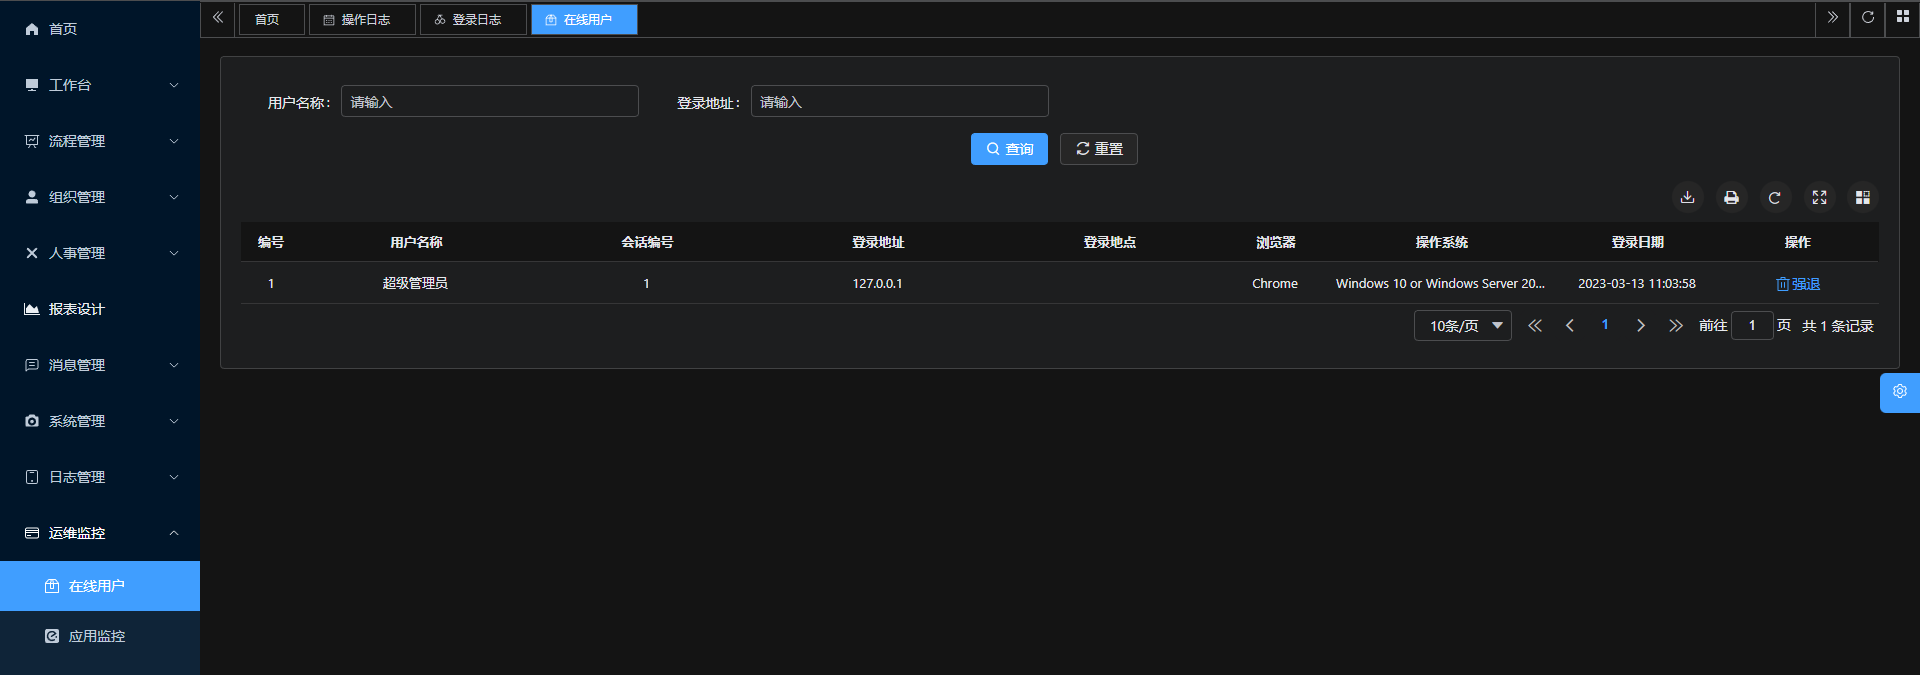 首页
工作台
流程管理
组织管理
人事管理
报表设计
消息管理
系统管理
日志管理
运维监控
在线用户
应用监控
首页 操作日志 登录日志 在线用户
用户名称： 请输入 登录地址： 请输入
查询 重置
编号 用户名称 会话编号 登录地址 登录地点 浏览器 操作系统 登录日期 操作
1 超级管理员 1 127.0.0.1 Chrome Windows 10 or Windows Server 20... 2023-03-13 11:03:58 强退
10条/页 1 前往 1 页 共 1 条记录